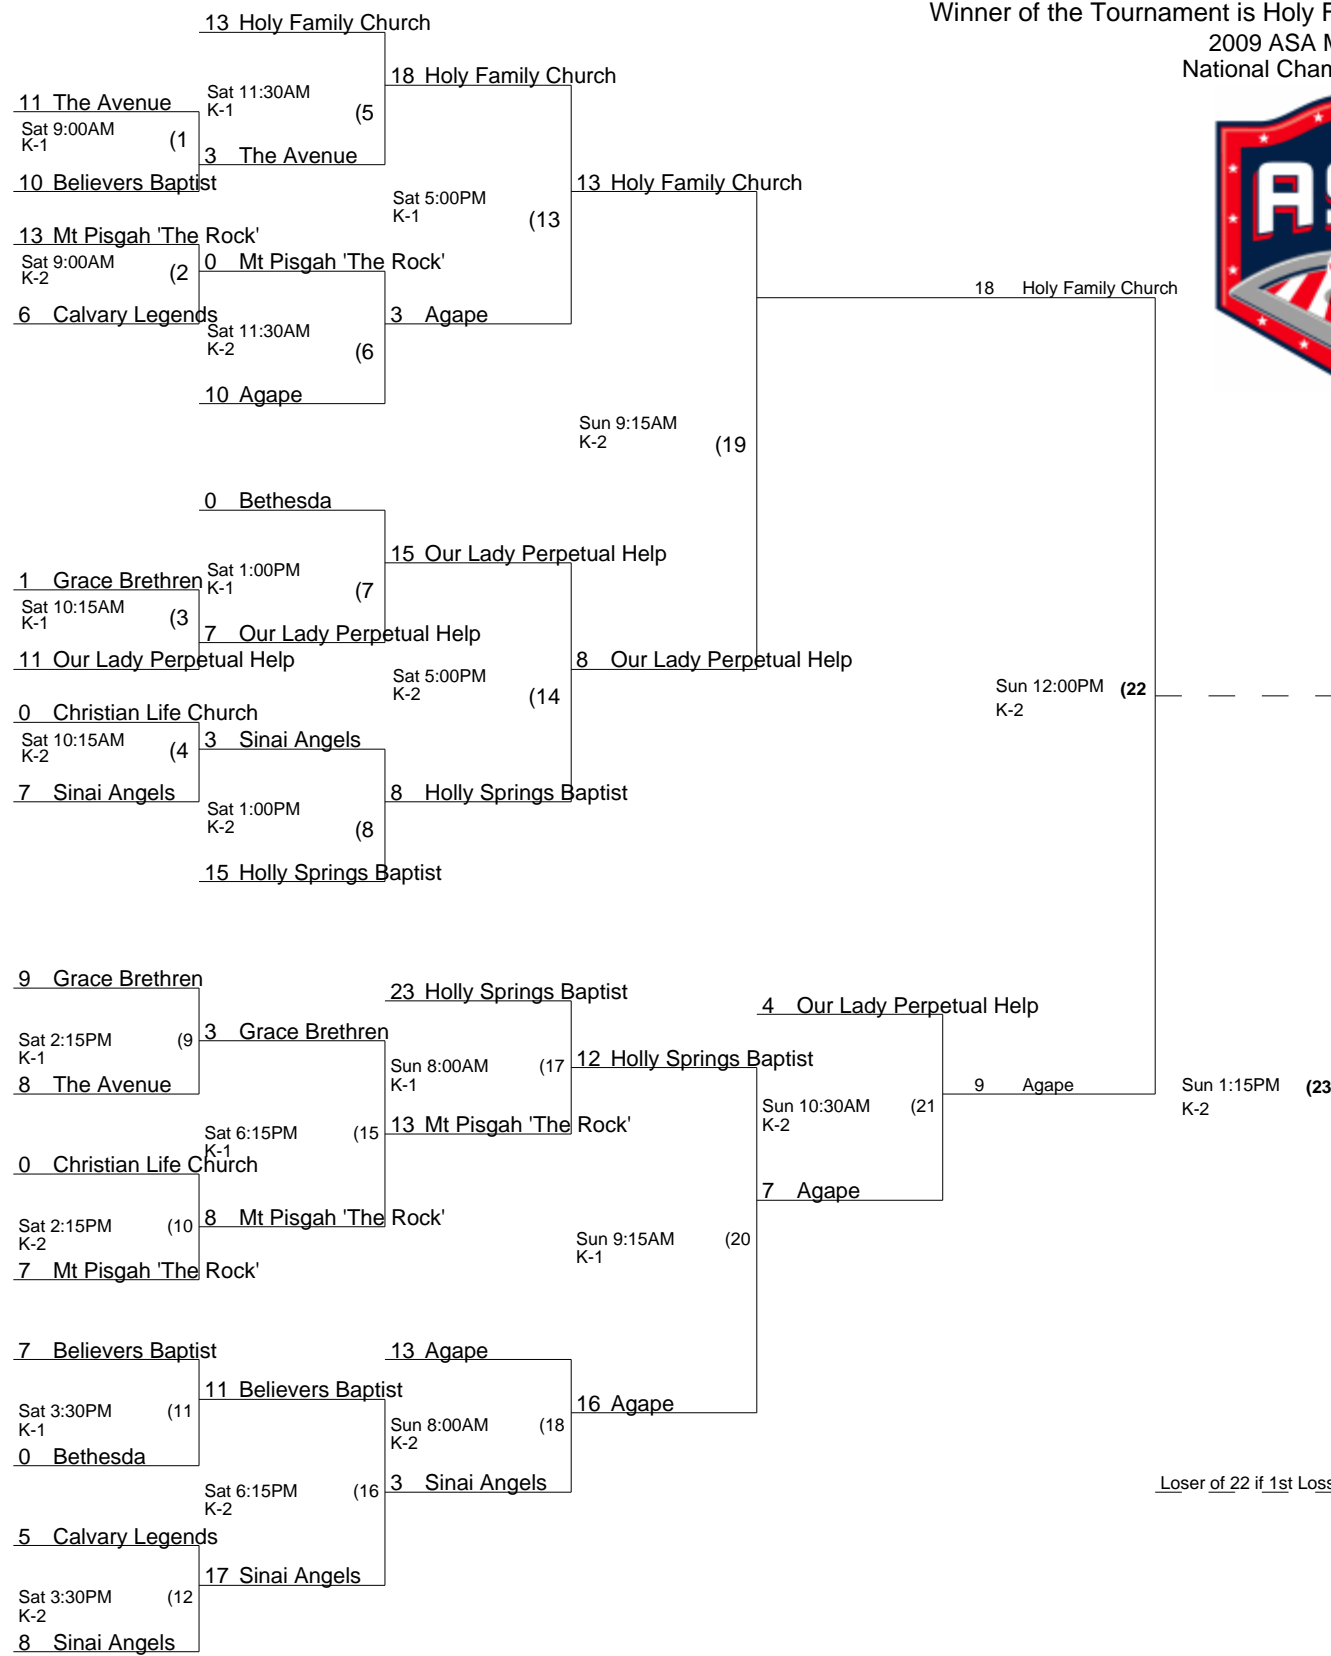 Winner of the Tournament is Holy
2009 ASA
National
13 Holy Family Church
18 Holy Family Church
Sat 11:30AM
K-1
(5
11 The Avenue
Sat 9:00AM
K-1
(1
3 The Avenue
10 Believers Baptist
13 Holy Family Church
Sat 5:00PM
K-1
(13
13 Mt Pisgah 'The Rock'
Sat 9:00AM
K-2
(2
0 Mt Pisgah 'The Rock'
6 Calvary Legends
3 Agape
Sat 11:30AM
K-2
(6
10 Agape
18 Holy Family Church
Sun 9:15AM
K-2
(19
0 Bethesda
15 Our Lady Perpetual Help
1 Grace Brethren
Sat 1:00PM
K-1
(7
Sat 10:15AM
K-1
(3
7 Our Lady Perpetual Help
11 Our Lady Perpetual Help
8 Our Lady Perpetual Help
Sat 5:00PM
K-2
(14
Sun 12:00PM
K-2
(22
0 Christian Life Church
Sat 10:15AM
K-2
(4
3 Sinai Angels
7 Sinai Angels
8 Holly Springs Baptist
Sat 1:00PM
K-2
(8
15 Holly Springs Baptist
9 Grace Brethren
23 Holly Springs Baptist
4 Our Lady Perpetual Help
Sat 2:15PM
K-1
(9
3 Grace Brethren
8 The Avenue
Sun 8:00AM
K-1
(17
12 Holly Springs Baptist
9 Agape
Sun 1:15PM
K-2
(23
Sun 10:30AM
K-2
(21
Sat 6:15PM
K-1
(15
13 Mt Pisgah 'The Rock'
0 Christian Life Church
7 Agape
Sat 2:15PM
K-2
(10
8 Mt Pisgah 'The Rock'
Sun 9:15AM
K-1
(20
7 Mt Pisgah 'The Rock'
7 Believers Baptist
13 Agape
11 Believers Baptist
Sat 3:30PM
K-1
(11
16 Agape
Sun 8:00AM
K-2
(18
0 Bethesda
Sat 6:15PM
K-2
(16
3 Sinai Angels
Loser of 22 if 1st Loss
5 Calvary Legends
17 Sinai Angels
Sat 3:30PM
K-2
(12
8 Sinai Angels